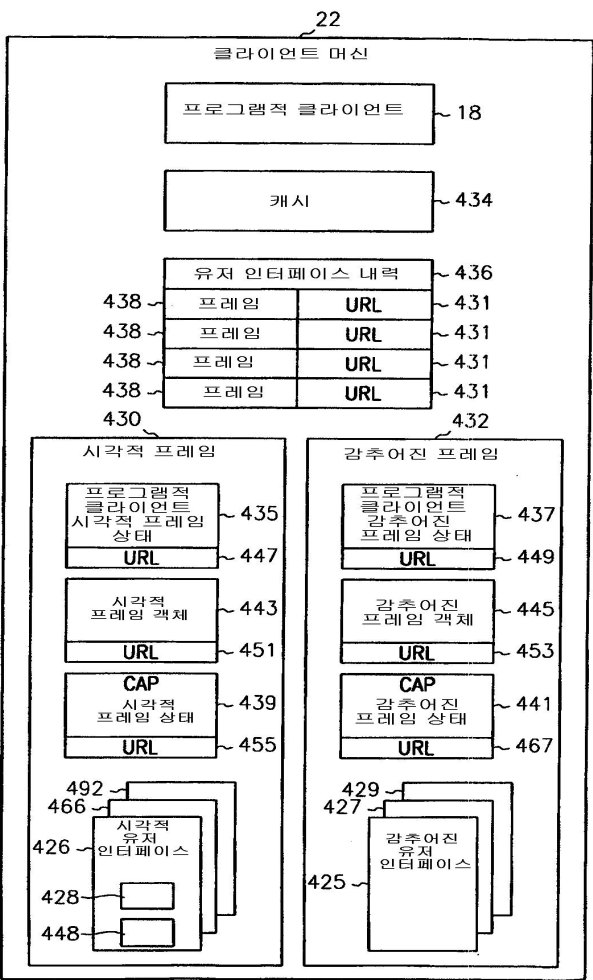 22
클라이언트 머신
프로그램적 클라이언트
18
캐시
434
유저 인터페이스 내력
436
438
프레임
URL
431
438
프레임
URL
431
438
프레임
URL
431
438
프레임
URL
431
430
시각적 프레임
프로그램적
클라이언트
시각적 프레임
상태
435
URL
447
시각적
프레임 객체
443
URL
451
CAP
시각적
프레임 상태
439
URL
455
492
466
426
시각적
유저
인터페이스
428
448
432
감추어진 프레임
프로그램적
클라이언트
감추어진
프레임 상태
437
URL
449
감추어진
프레임 객체
445
URL
453
CAP
감추어진
프레임 상태
441
URL
467
429
427
감추어진
유저
인터페이스
425